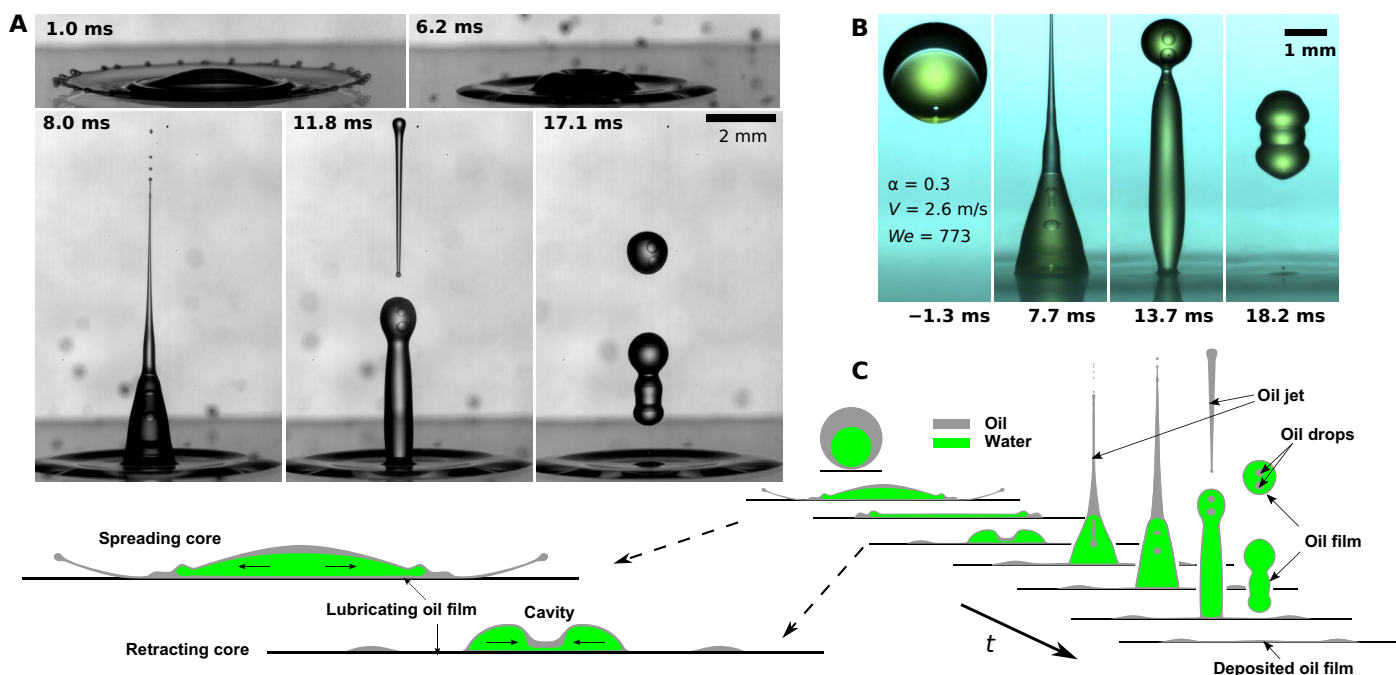 A
1.0 ms
6.2 ms
8.0 ms
11.8 ms
17.1 ms
2 mm
B
1 mm
α = 0.3
V = 2.6 m/s
We = 773
−1.3 ms
7.7 ms
13.7 ms
18.2 ms
C
Oil
Water
Oil jet
Oil drops
Oil film
Spreading core
Lubricating oil film
Cavity
Retracting core
t
Deposited oil film